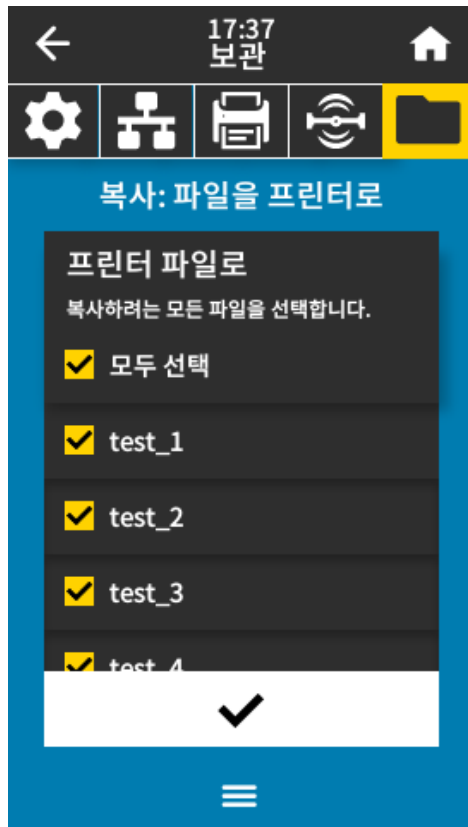 17:37
보관
복사: 파일을 프린터로
프린터 파일로
복사하려는 모든 파일을 선택합니다.
모두 선택
test_1
test_2
test_3
test_4